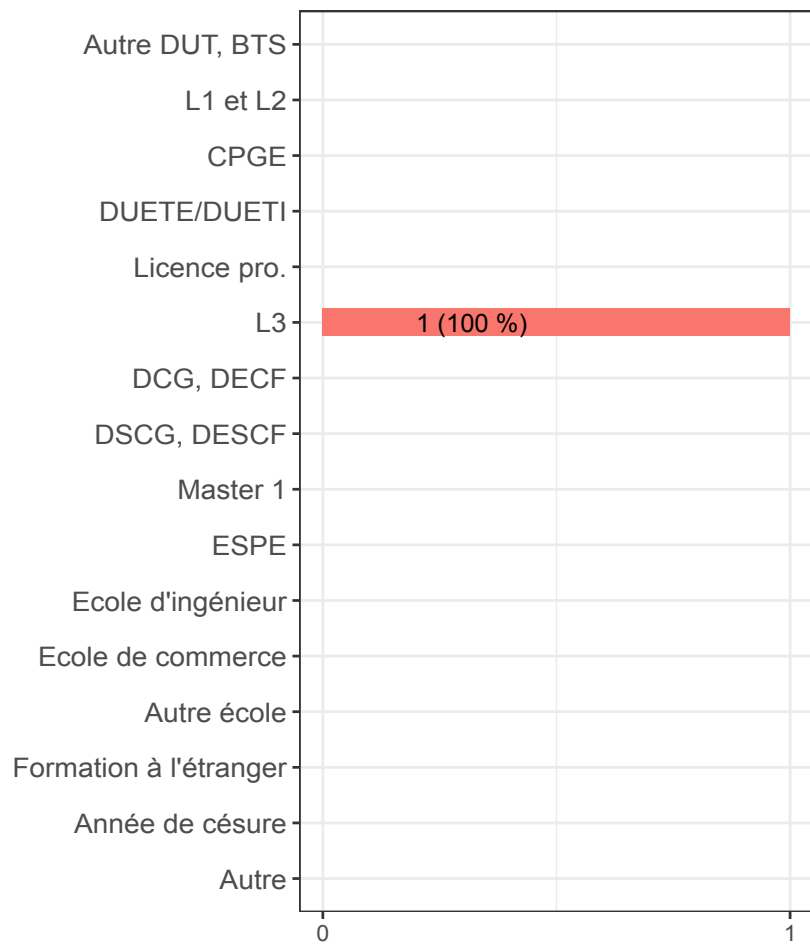 Autre DUT, BTS
L1 et L2
CPGE
DUETE/DUETI
Licence pro.
L3
1 (100 %)
DCG, DECF
DSCG, DESCF
Master 1
ESPE
Ecole d'ingénieur
Ecole de commerce
Autre école
Formation à l'étranger
Année de césure
Autre
0
1